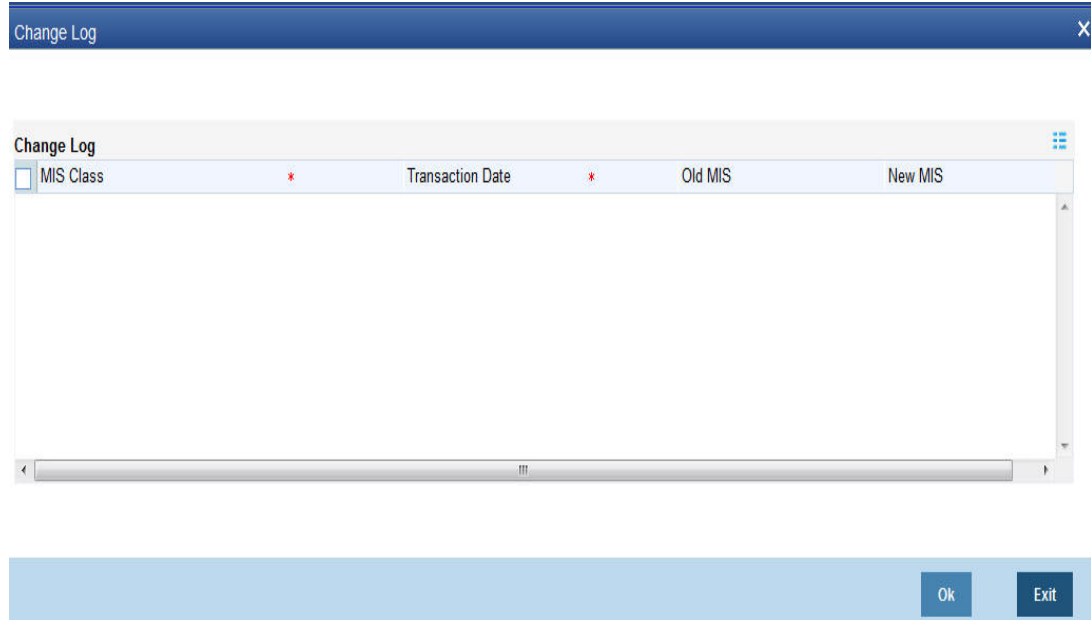 Change Log
X
Change Log
MIS Class * Transaction Date * Old MIS New MIS
Ok Exit